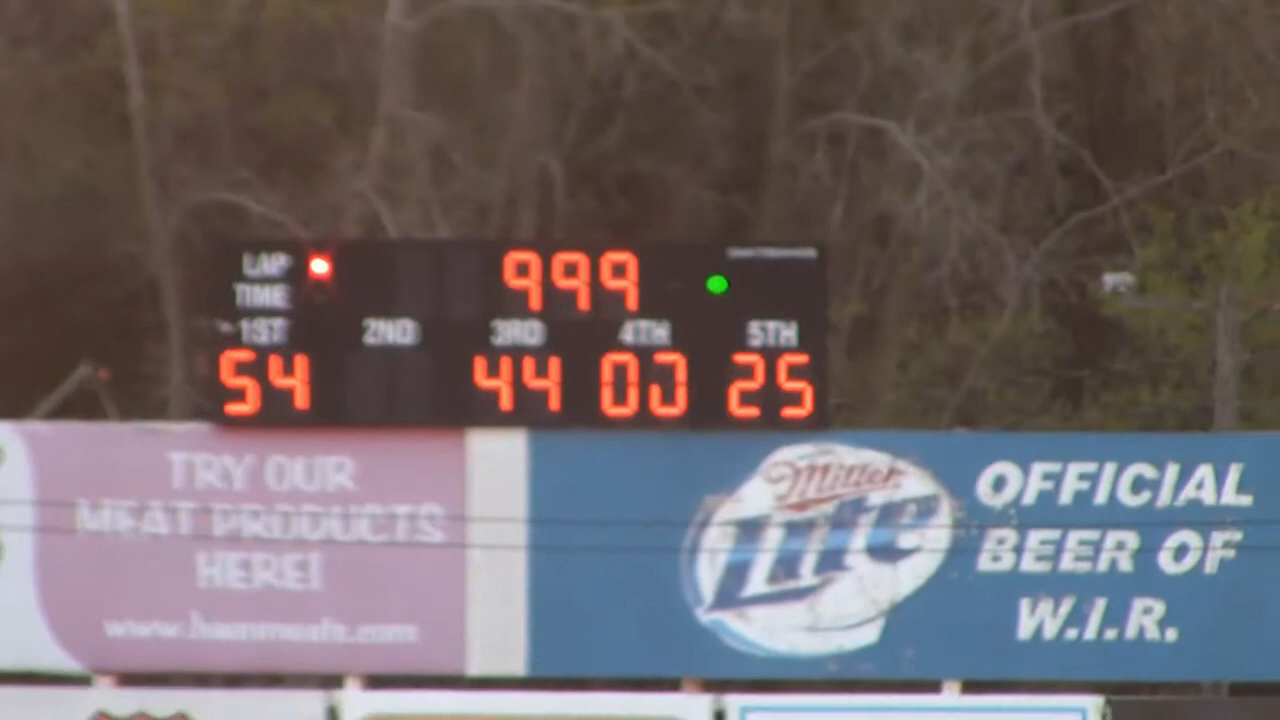 LAP
TIME
999
1ST 2ND 3RD 4TH 5TH
54 44 25
TRY OUR
MEAT PRODUCTS
HERE!
Miller
Lite
OFFICIAL
BEER OF
W.I.R.